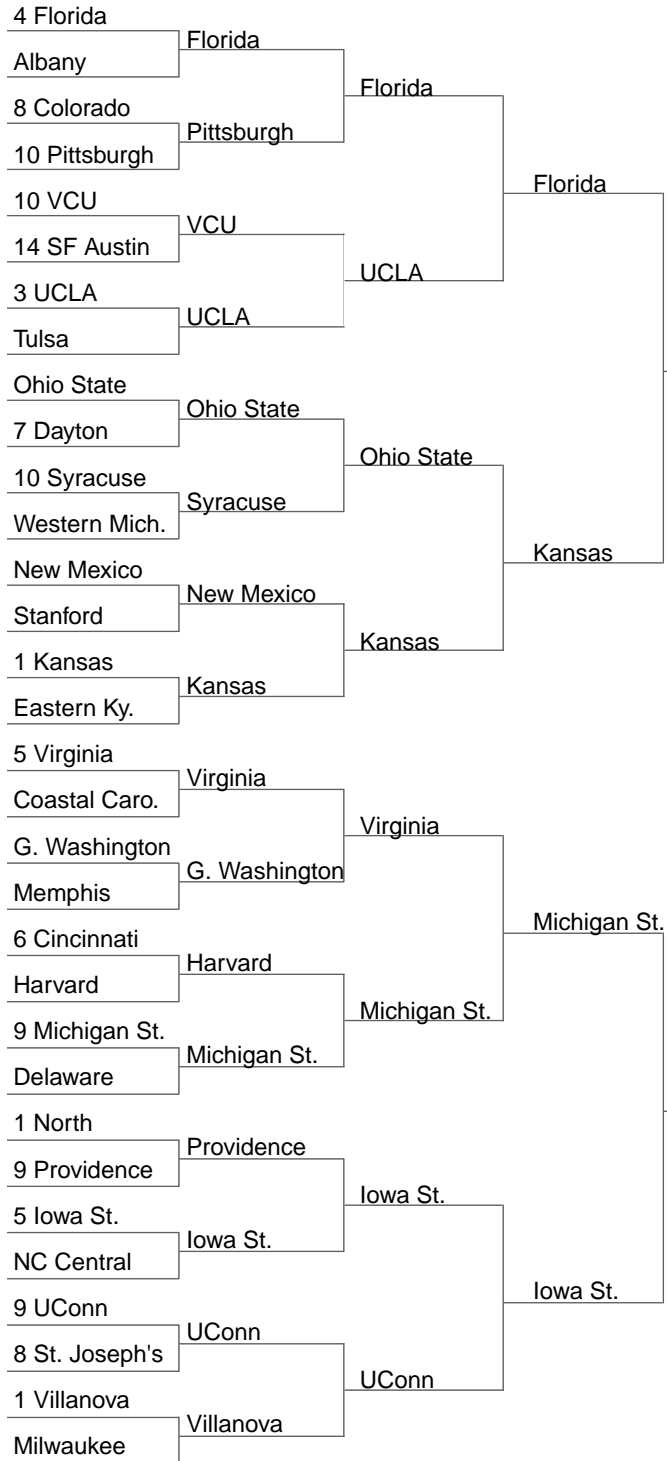 4 Florida
Albany
8 Colorado
10 Pittsburgh
10 VCU
14 SF Austin
3 UCLA
Tulsa
Ohio State
7 Dayton
10 Syracuse
Western Mich.
New Mexico
Stanford
1 Kansas
Eastern Ky.
5 Virginia
Coastal Caro.
G. Washington
Memphis
6 Cincinnati
Harvard
9 Michigan St.
Delaware
1 North
9 Providence
5 Iowa St.
NC Central
9 UConn
8 St. Joseph's
1 Villanova
Milwaukee
Florida
Pittsburgh
VCU
UCLA
Ohio State
Syracuse
New Mexico
Kansas
Virginia
G. Washington
Harvard
Michigan St.
Providence
Iowa St.
UConn
Villanova
Florida
UCLA
Ohio State
Kansas
Virginia
Michigan St.
Iowa St.
UConn
Florida
Kansas
Michigan St.
Iowa St.